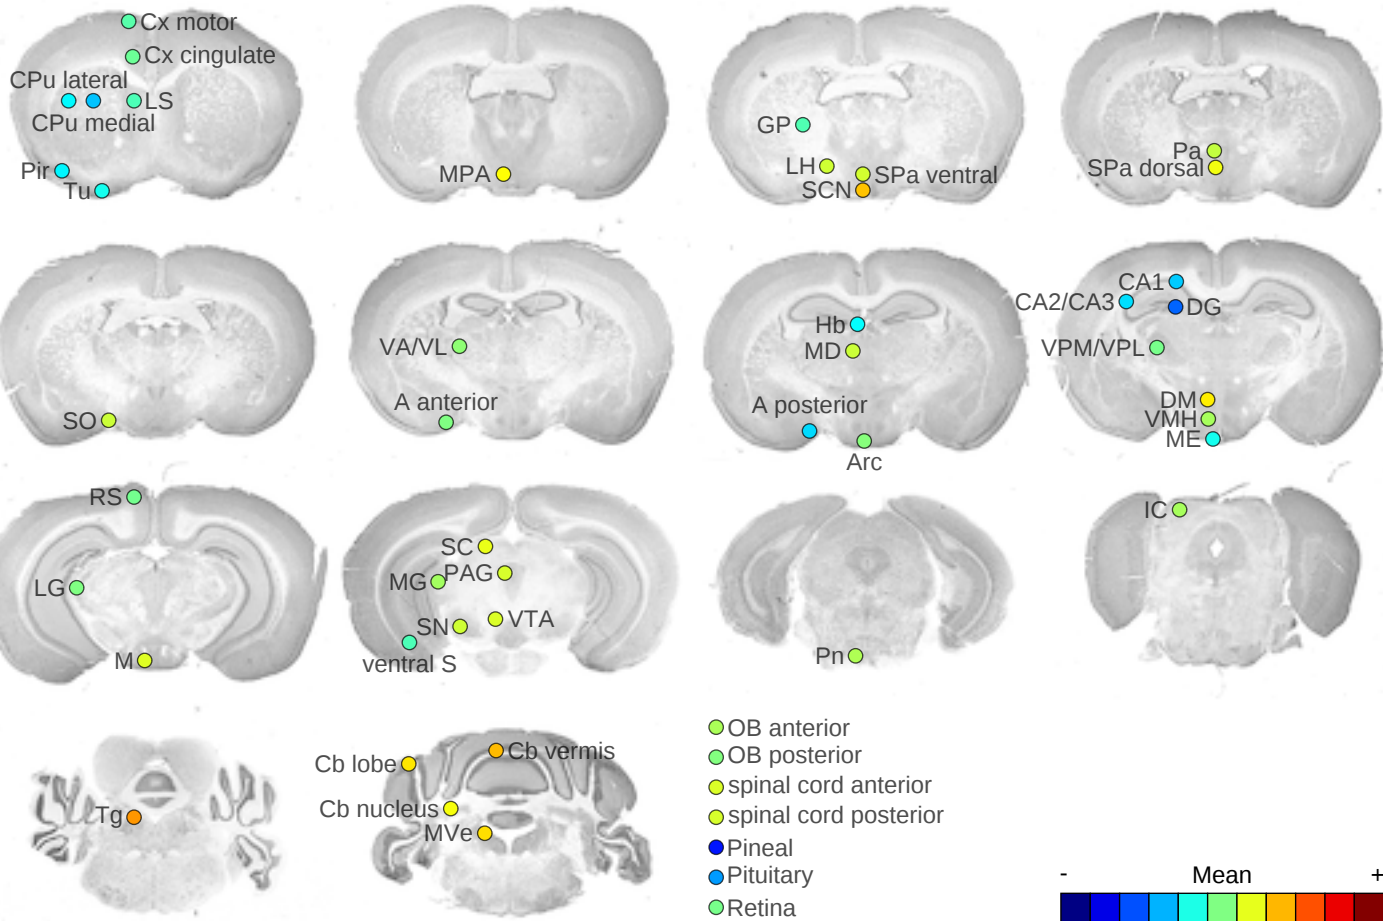 Cx motor
Cx cingulate
CPu lateral
LS
CPu medial
Pir
Tu
MPA
GP
LH
SPa ventral
SCN
Pa
SPa dorsal
SO
VA/VL
A anterior
Hb
MD
A posterior
Arc
CA1
CA2/CA3
DG
VPM/VPL
DM
VMH
ME
RS
LG
M
SC
PAG
MG
VTA
SN
ventral S
Pn
IC
Tg
Cb lobe
Cb vermis
Cb nucleus
MVe
OB anterior
OB posterior
spinal cord anterior
spinal cord posterior
Pineal
Pituitary
Retina
- Mean +